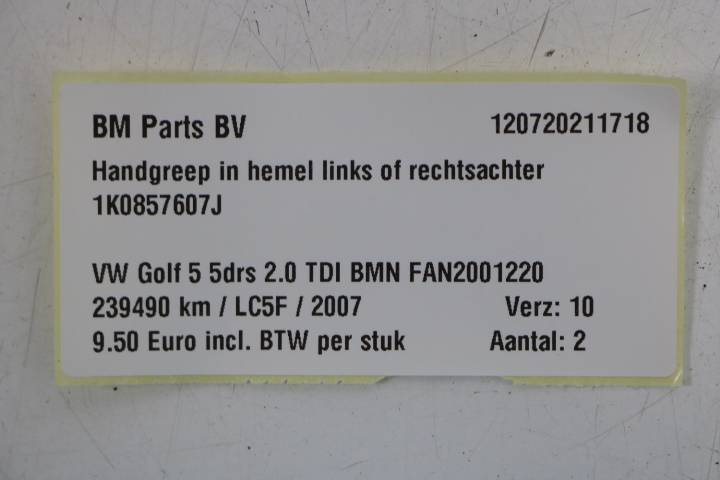 BM Parts BV 120720211718
Handgreep in hemel links of rechtsachter
1K0857607J
VW Golf 5 5drs 2.0 TDI BMN FAN2001220
239490 km / LC5F / 2007 Verz: 10
9.50 Euro incl. BTW per stuk Aantal: 2